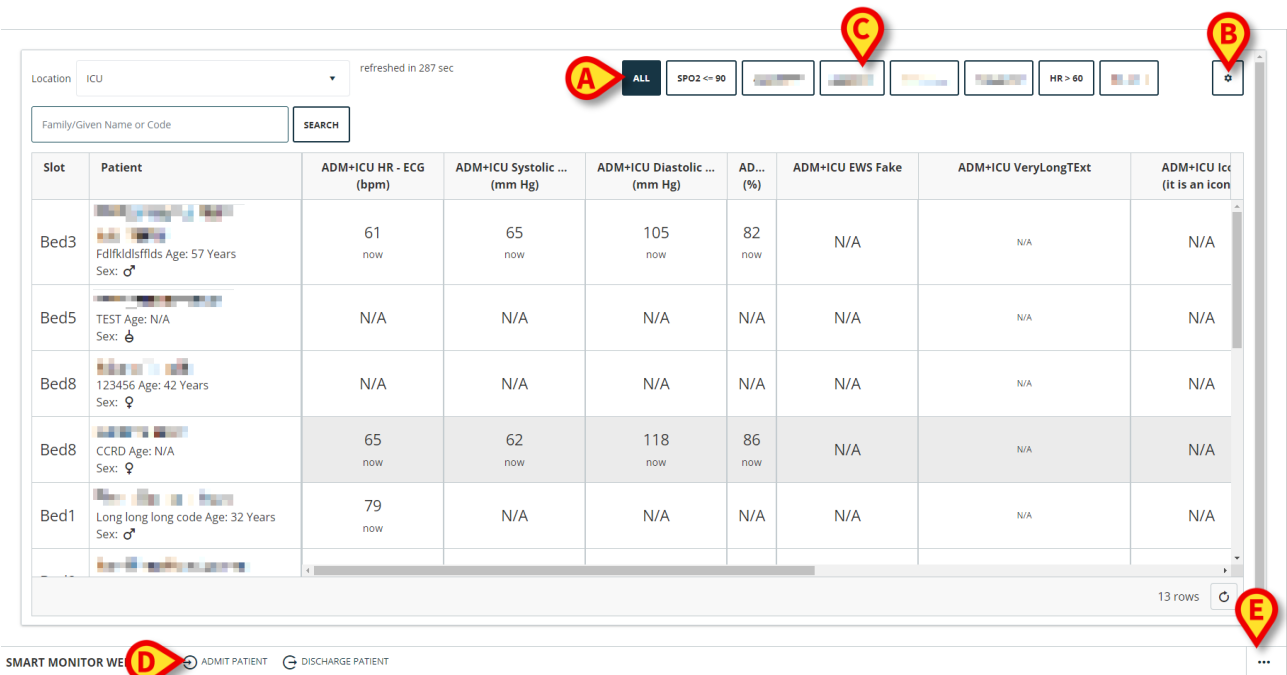 C
B
A
Location ICU refreshed in 287 sec ALL SPO2 <= 90 HR > 60
Family/Given Name or Code SEARCH
Slot Patient ADM+ICU HR - ECG (bpm) ADM+ICU Systolic ... (mm Hg) ADM+ICU Diastolic ... (mm Hg) AD... (%) ADM+ICU EWS Fake ADM+ICU VeryLongTExt ADM+ICU Ico (it is an icon
Bed3 61 65 105 82 N/A N/A N/A
Fdlfkldlsfflds Age: 57 Years now now now now
Sex: ♂
Bed5 TEST Age: N/A N/A N/A N/A N/A N/A N/A N/A
Sex:
Bed8 N/A N/A N/A N/A N/A N/A N/A
123456 Age: 42 Years
Sex: ♀
Bed8 65 62 118 86 N/A N/A N/A
CCRD Age: N/A now now now now
Sex: ♀
Bed1 79 N/A N/A N/A N/A N/A N/A
Long long long code Age: 32 Years now
Sex: ♂
13 rows
E
SMART MONITOR WE D ADMIT PATIENT DISCHARGE PATIENT ...